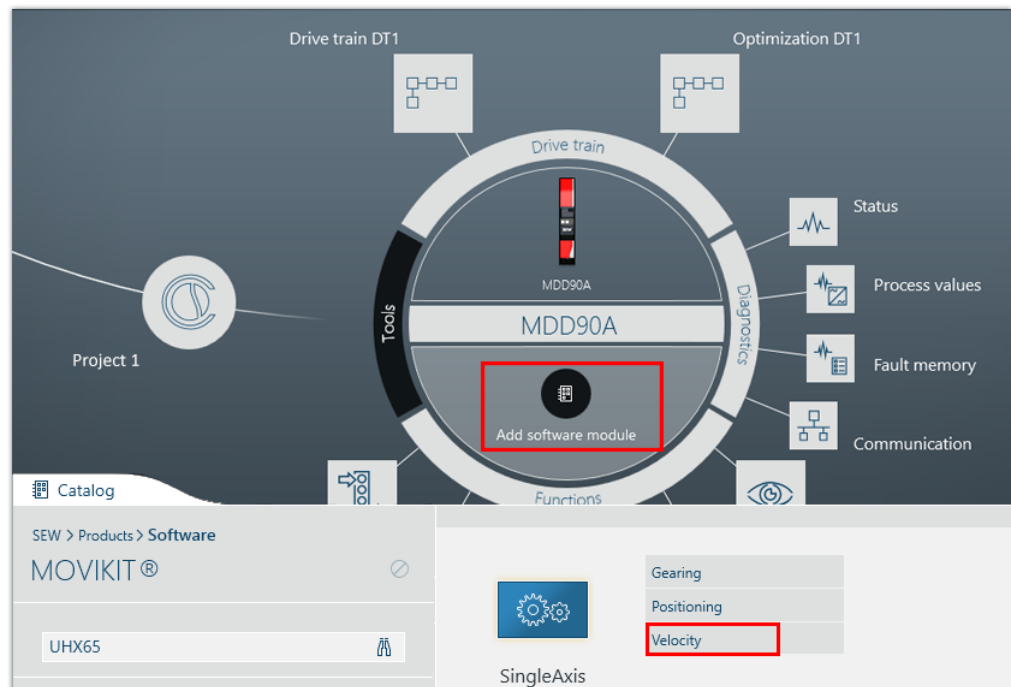 Drive train DT1
Optimization DT1
Drive train
Status
MDD90A
Process values
Diagnostics
Tools
MDD90A
Project 1
Fault memory
Add software module
Communication
Catalog
Functions
SEW > Products > Software
MOVIKIT®
Gearing
Positioning
UHX65
Velocity
SingleAxis